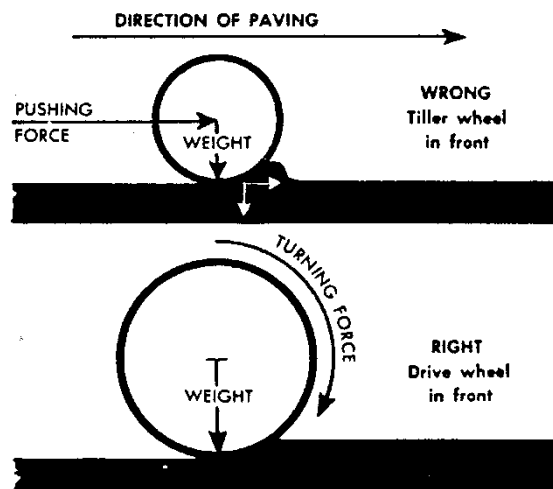 DIRECTION OF PAVING
WRONG
Tiller wheel
in front
PUSHING
FORCE
WEIGHT
TURNING FORCE
RIGHT
Drive wheel
in front
WEIGHT